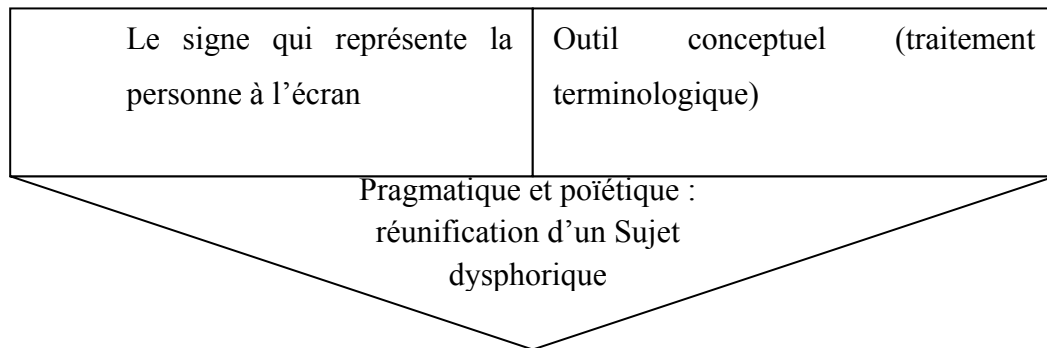 Le signe qui représente la
personne à l’écran
Outil conceptuel (traitement
terminologique)
Pragmatique et poïétique :
réunification d’un Sujet
dysphorique